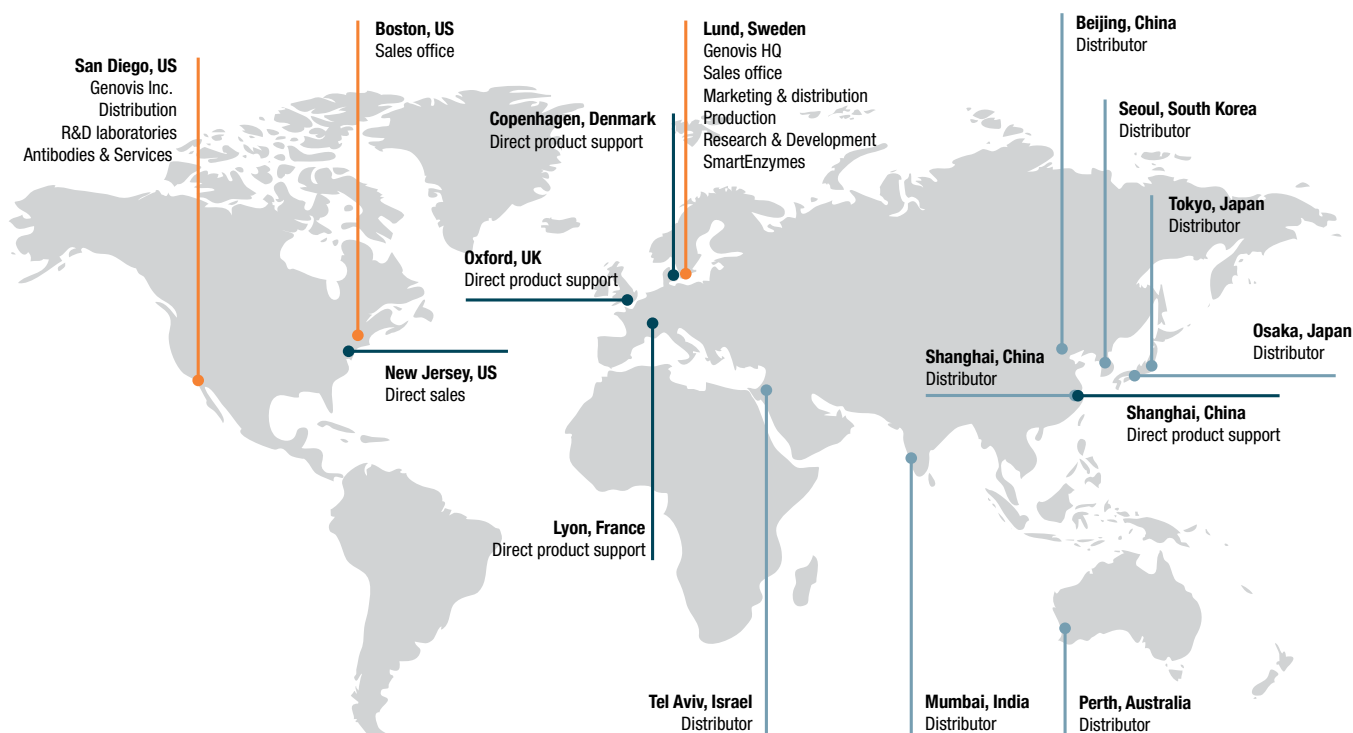 San Diego, US
Genovis Inc.
Distribution
R&D laboratories
Antibodies & Services
Boston, US
Sales office
New Jersey, US
Direct sales
Copenhagen, Denmark
Direct product support
Lund, Sweden
Genovis HQ
Sales office
Marketing & distribution
Production
Research & Development
SmartEnzymes
Oxford, UK
Direct product support
Lyon, France
Direct product support
Beijing, China
Distributor
Seoul, South Korea
Distributor
Tokyo, Japan
Distributor
Osaka, Japan
Distributor
Shanghai, China
Distributor
Shanghai, China
Direct product support
Tel Aviv, Israel
Distributor
Mumbai, India
Distributor
Perth, Australia
Distributor